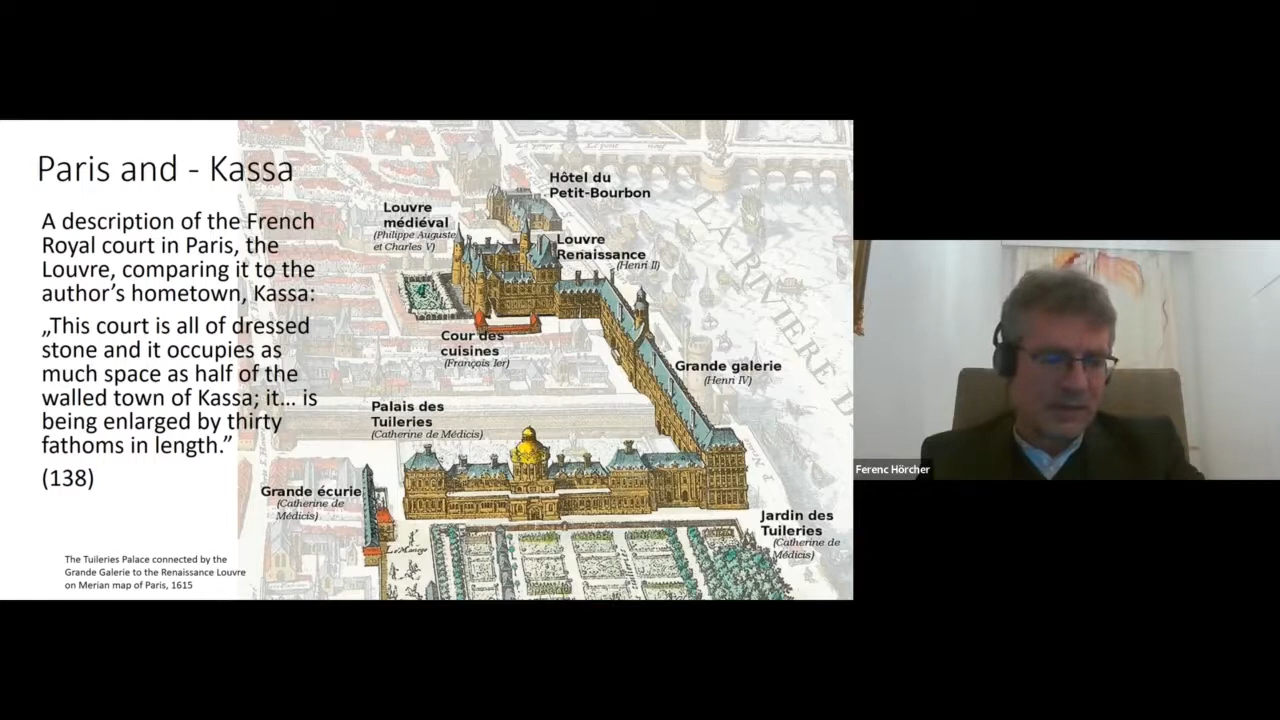 Paris and - Kassa
A description of the French
Royal court in Paris, the
Louvre, comparing it to the
author's hometown, Kassa:
„This court is all of dressed
stone and it occupies as
much space as half of the
walled town of Kassa; it... is
being enlarged by thirty
fathoms in length.”
(138)
The Tuileries Palace connected by the
Grande Galerie to the Renaissance Louvre
on Merian map of Paris, 1615
Hôtel du
Petit-Bourbon
Louvre
médiéval
(Philippe Auguste
et Charles V)
Louvre
Renaissance
(Henri II)
Cour des
cuisines
(François Ier)
Grande galerie
(Henri IV)
Palais des
Tuileries
(Catherine de Médicis)
Grande écurie
(Catherine de
Médicis)
Jardin des
Tuileries
(Catherine de
Médicis)
LA RIVIERE D
Ferenc Hörcher